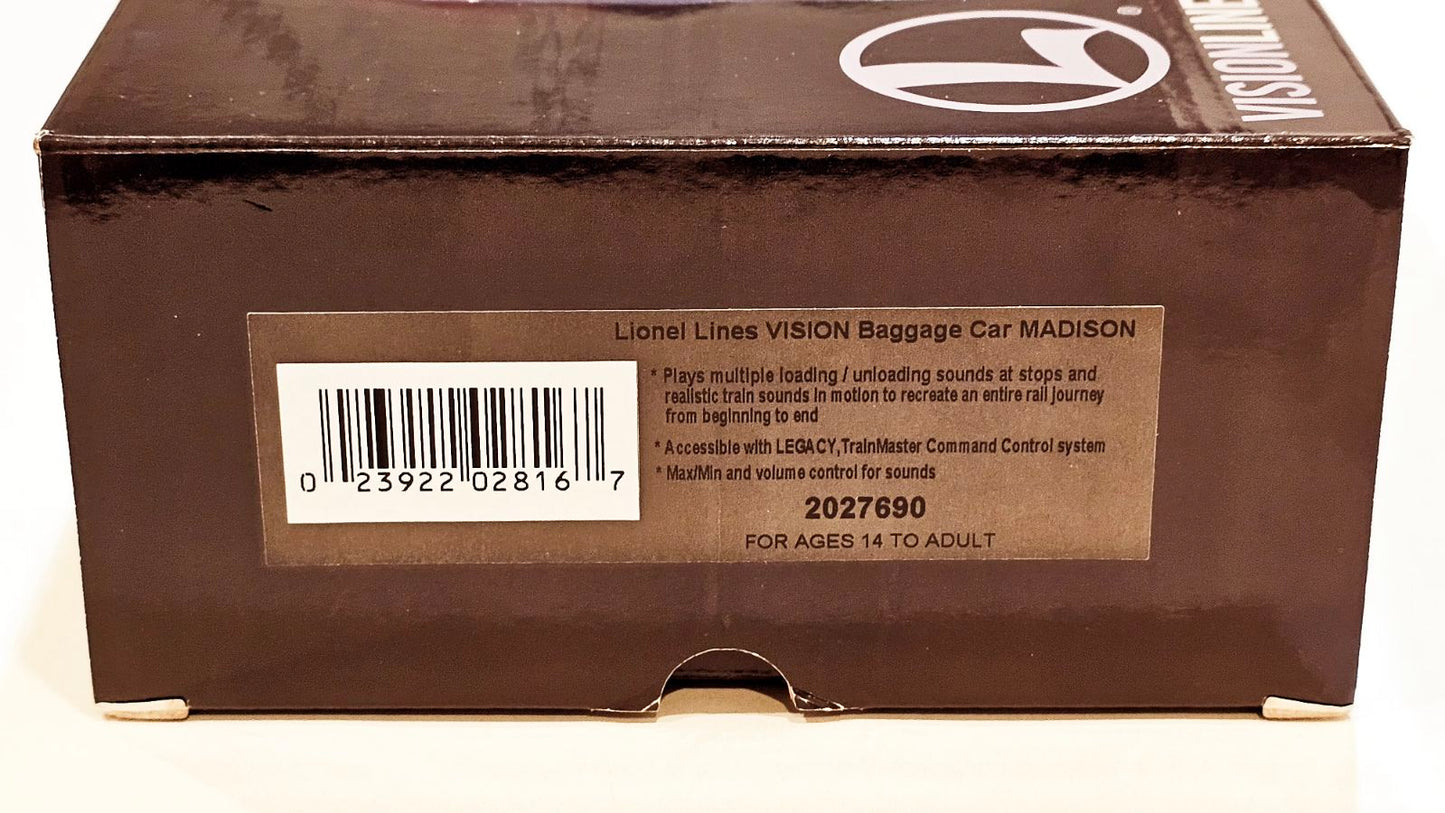 ®
VISIONLINE
Lionel Lines VISION Baggage Car MADISON
* Plays multiple loading / unloading sounds at stops and
realistic train sounds in motion to recreate an entire rail journey
from beginning to end
* Accessible with LEGACY,TrainMaster Command Control system
* Max/Min and volume control for sounds
2027690
FOR AGES 14 TO ADULT
0 23922 02816 7